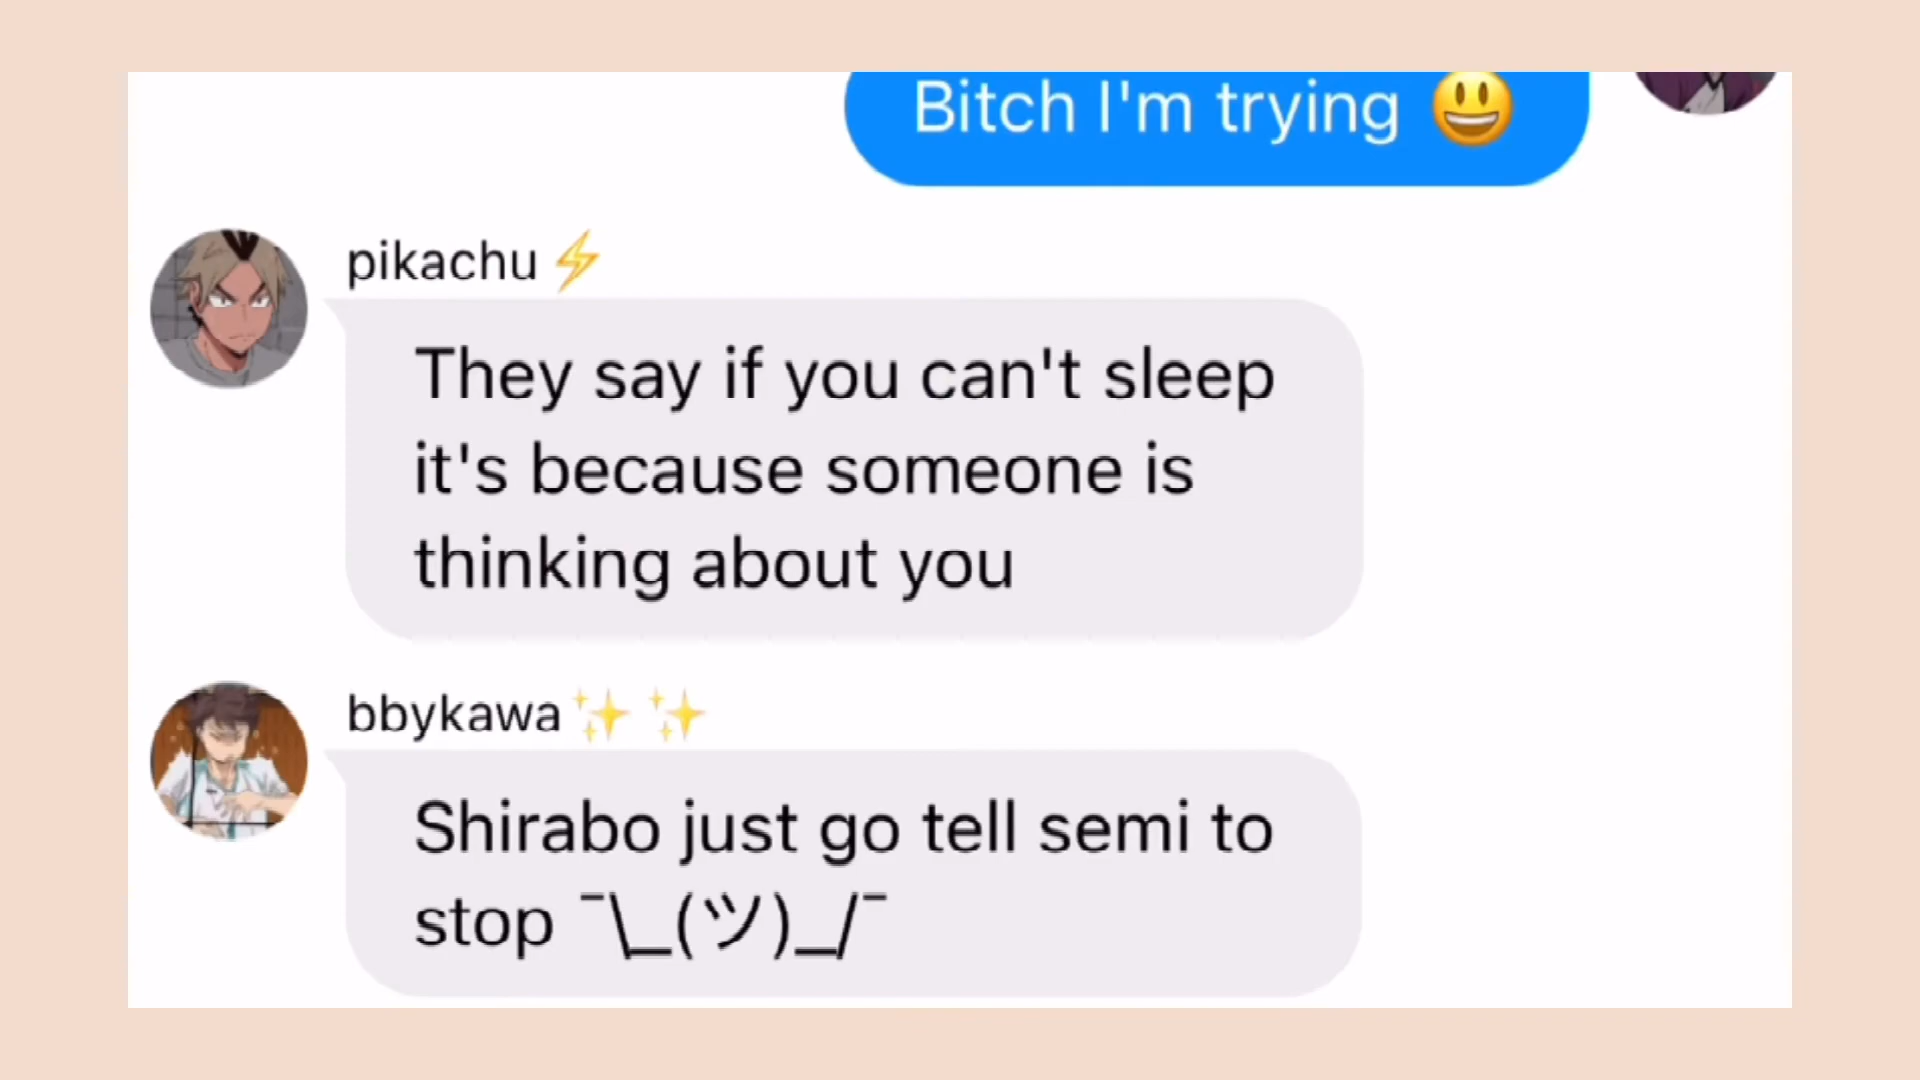 Bitch I'm trying 😃
pikachu⚡
They say if you can't sleep
it's because someone is
thinking about you
bbykawa✨✨
Shirabo just go tell semi to
stop ¯\_(ツ)_/¯